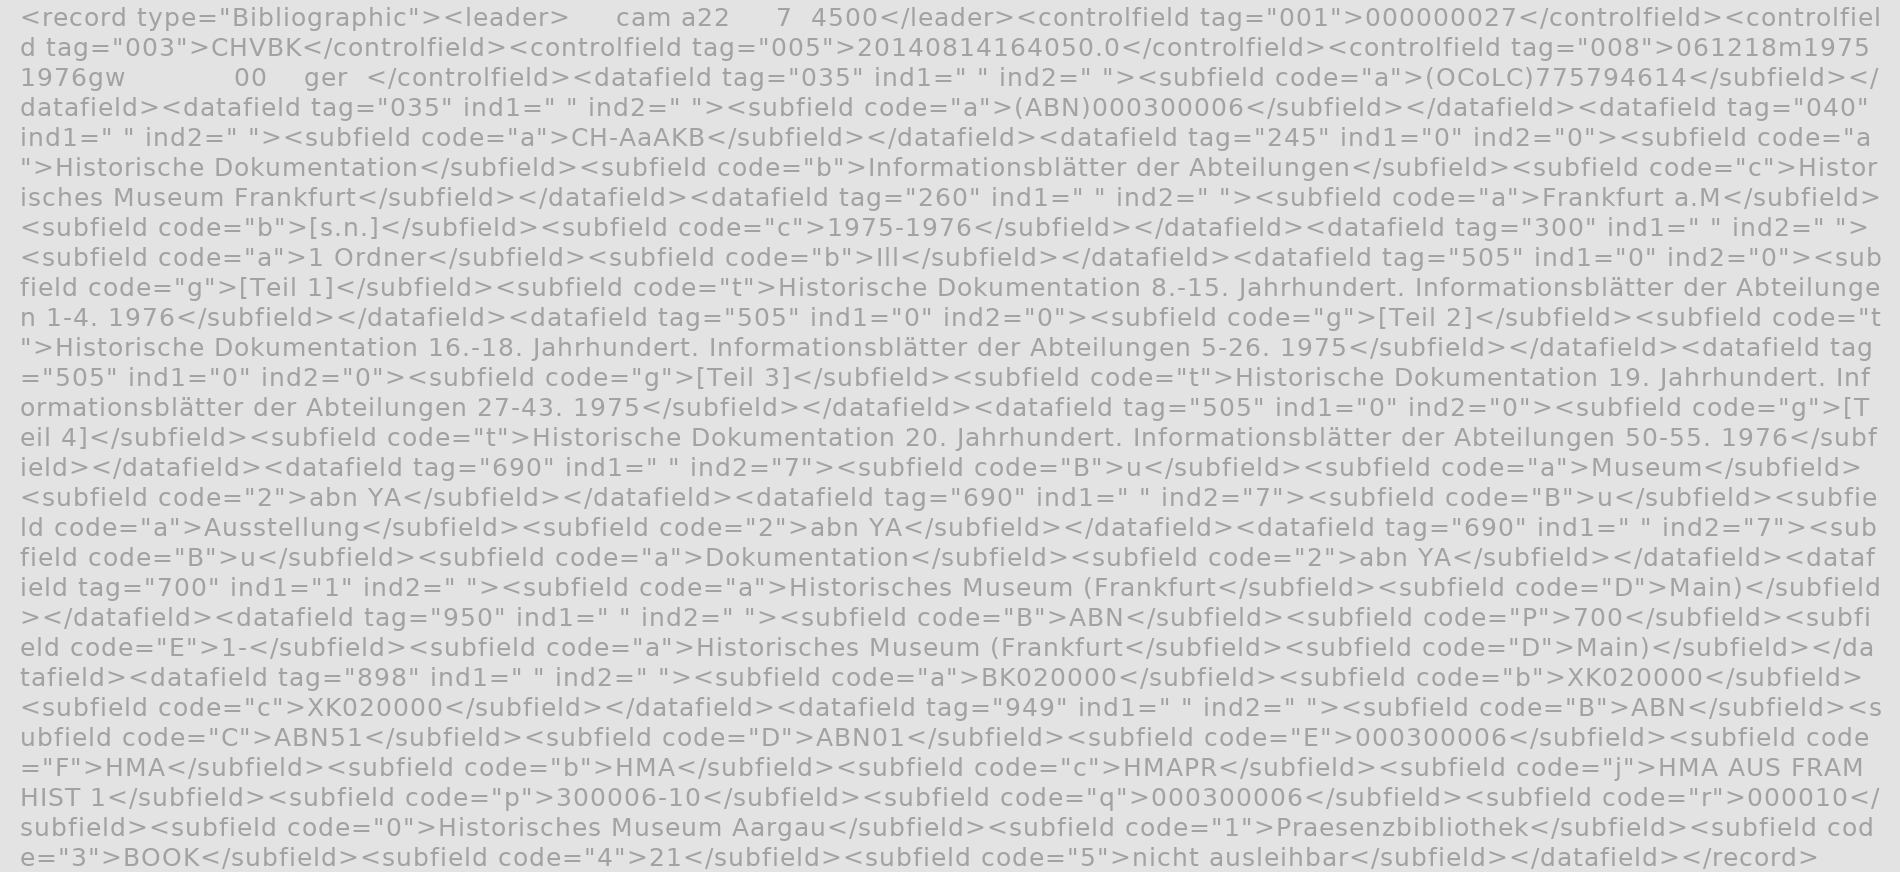 <record type="Bibliographic"><leader>     cam a22     7  4500</leader><controlfield tag="001">000000027</controlfield><controlfiel
d tag="003">CHVBK</controlfield><controlfield tag="005">20140814164050.0</controlfield><controlfield tag="008">061218m1975
1976gw            00    ger  </controlfield><datafield tag="035" ind1=" " ind2=" "><subfield code="a">(OCoLC)775794614</subfield></
datafield><datafield tag="035" ind1=" " ind2=" "><subfield code="a">(ABN)000300006</subfield></datafield><datafield tag="040"
ind1=" " ind2=" "><subfield code="a">CH-AaAKB</subfield></datafield><datafield tag="245" ind1="0" ind2="0"><subfield code="a
">Historische Dokumentation</subfield><subfield code="b">Informationsblätter der Abteilungen</subfield><subfield code="c">Histor
isches Museum Frankfurt</subfield></datafield><datafield tag="260" ind1=" " ind2=" "><subfield code="a">Frankfurt a.M</subfield>
<subfield code="b">[s.n.]</subfield><subfield code="c">1975-1976</subfield></datafield><datafield tag="300" ind1=" " ind2=" ">
<subfield code="a">1 Ordner</subfield><subfield code="b">Ill</subfield></datafield><datafield tag="505" ind1="0" ind2="0"><sub
field code="g">[Teil 1]</subfield><subfield code="t">Historische Dokumentation 8.-15. Jahrhundert. Informationsblätter der Abteilunge
n 1-4. 1976</subfield></datafield><datafield tag="505" ind1="0" ind2="0"><subfield code="g">[Teil 2]</subfield><subfield code="t
">Historische Dokumentation 16.-18. Jahrhundert. Informationsblätter der Abteilungen 5-26. 1975</subfield></datafield><datafield tag
="505" ind1="0" ind2="0"><subfield code="g">[Teil 3]</subfield><subfield code="t">Historische Dokumentation 19. Jahrhundert. Inf
ormationsblätter der Abteilungen 27-43. 1975</subfield></datafield><datafield tag="505" ind1="0" ind2="0"><subfield code="g">[T
eil 4]</subfield><subfield code="t">Historische Dokumentation 20. Jahrhundert. Informationsblätter der Abteilungen 50-55. 1976</subf
ield></datafield><datafield tag="690" ind1=" " ind2="7"><subfield code="B">u</subfield><subfield code="a">Museum</subfield>
<subfield code="2">abn YA</subfield></datafield><datafield tag="690" ind1=" " ind2="7"><subfield code="B">u</subfield><subfie
ld code="a">Ausstellung</subfield><subfield code="2">abn YA</subfield></datafield><datafield tag="690" ind1=" " ind2="7"><sub
field code="B">u</subfield><subfield code="a">Dokumentation</subfield><subfield code="2">abn YA</subfield></datafield><dataf
ield tag="700" ind1="1" ind2=" "><subfield code="a">Historisches Museum (Frankfurt</subfield><subfield code="D">Main)</subfield
></datafield><datafield tag="950" ind1=" " ind2=" "><subfield code="B">ABN</subfield><subfield code="P">700</subfield><subfi
eld code="E">1-</subfield><subfield code="a">Historisches Museum (Frankfurt</subfield><subfield code="D">Main)</subfield></da
tafield><datafield tag="898" ind1=" " ind2=" "><subfield code="a">BK020000</subfield><subfield code="b">XK020000</subfield>
<subfield code="c">XK020000</subfield></datafield><datafield tag="949" ind1=" " ind2=" "><subfield code="B">ABN</subfield><s
ubfield code="C">ABN51</subfield><subfield code="D">ABN01</subfield><subfield code="E">000300006</subfield><subfield code
="F">HMA</subfield><subfield code="b">HMA</subfield><subfield code="c">HMAPR</subfield><subfield code="j">HMA AUS FRAM
HIST 1</subfield><subfield code="p">300006-10</subfield><subfield code="q">000300006</subfield><subfield code="r">000010</
subfield><subfield code="0">Historisches Museum Aargau</subfield><subfield code="1">Praesenzbibliothek</subfield><subfield cod
e="3">BOOK</subfield><subfield code="4">21</subfield><subfield code="5">nicht ausleihbar</subfield></datafield></record>